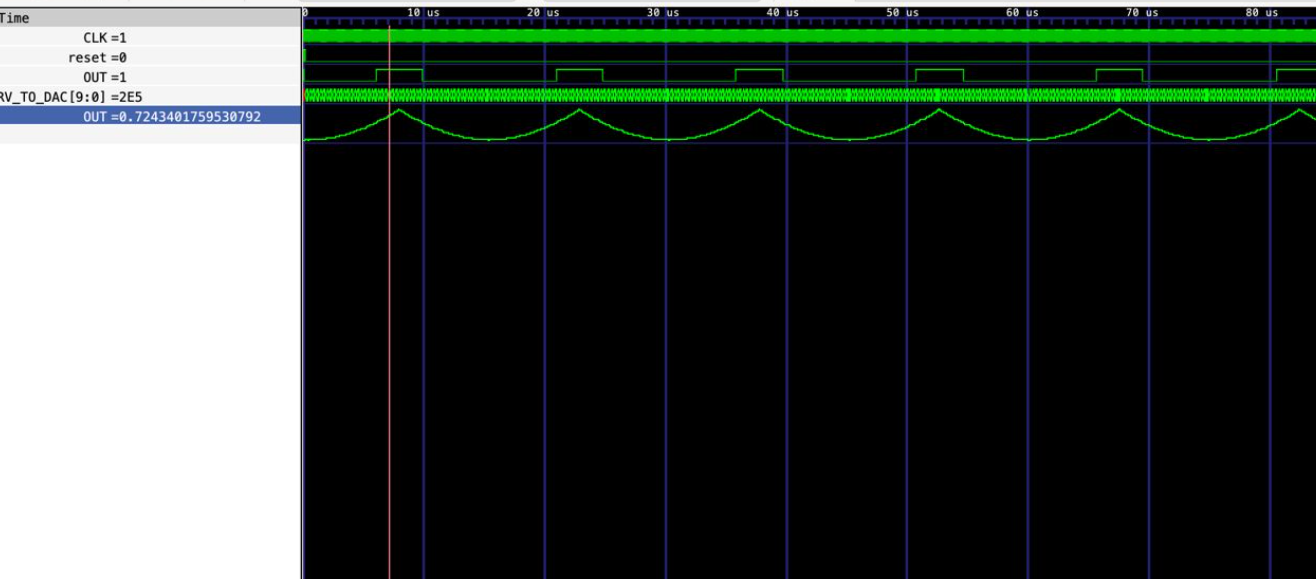 Time
0 10 us 20 us 30 us 40 us 50 us 60 us 70 us 80 us
CLK=1
reset=0
OUT=1
RV_TO_DAC[9:0]=2E5
OUT=0.7243401759530792